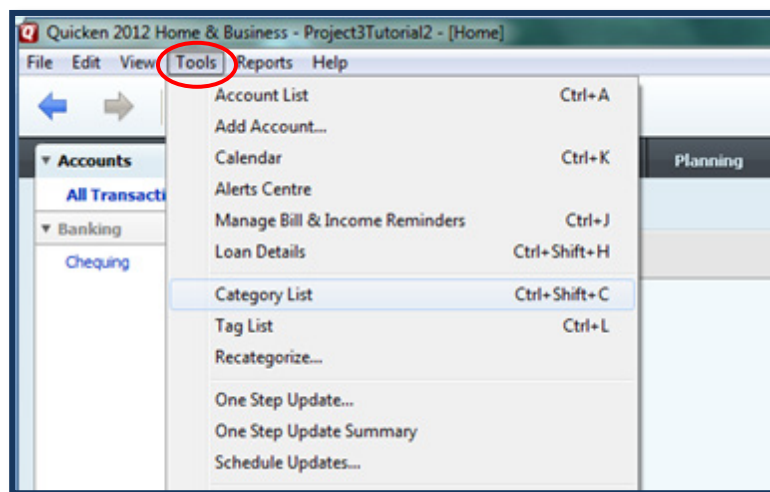 Quicken 2012 Home & Business - Project3Tutorial2 - [Home]
File Edit View Tools Reports Help
Account List Ctrl+A
Add Account...
Accounts Calendar Ctrl+K Planning
All Transacti Alerts Centre
Banking Manage Bill & Income Reminders Ctrl+J
Chequing Loan Details Ctrl+Shift+H
Category List Ctrl+Shift+C
Tag List Ctrl+L
Recategorize...
One Step Update...
One Step Update Summary
Schedule Updates...